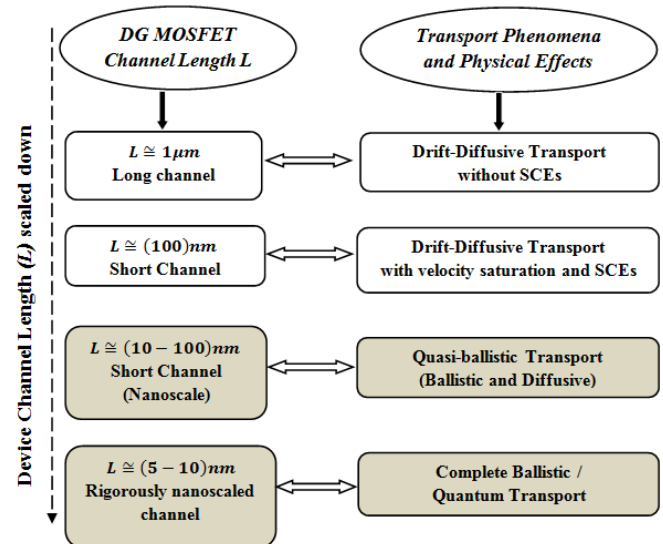 DG MOSFET
Channel Length L
Transport Phenomena
and Physical Effects
Device Channel Length (L) scaled down
L ≅ 1μm
Long channel
Drift-Diffusive Transport
without SCEs
L ≅ (100)nm
Short Channel
Drift-Diffusive Transport
with velocity saturation and SCEs
L ≅ (10 − 100)nm
Short Channel
(Nanoscale)
Quasi-ballistic Transport
(Ballistic and Diffusive)
L ≅ (5 − 10)nm
Rigorously nanoscaled
channel
Complete Ballistic /
Quantum Transport